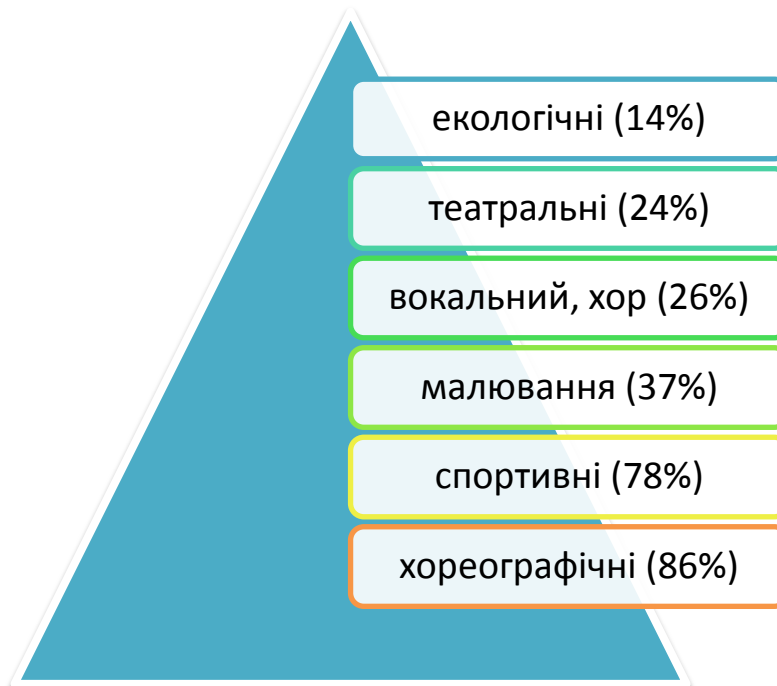 екологічні (14%)
театральні (24%)
вокальний, хор (26%)
малювання (37%)
спортивні (78%)
хореографічні (86%)